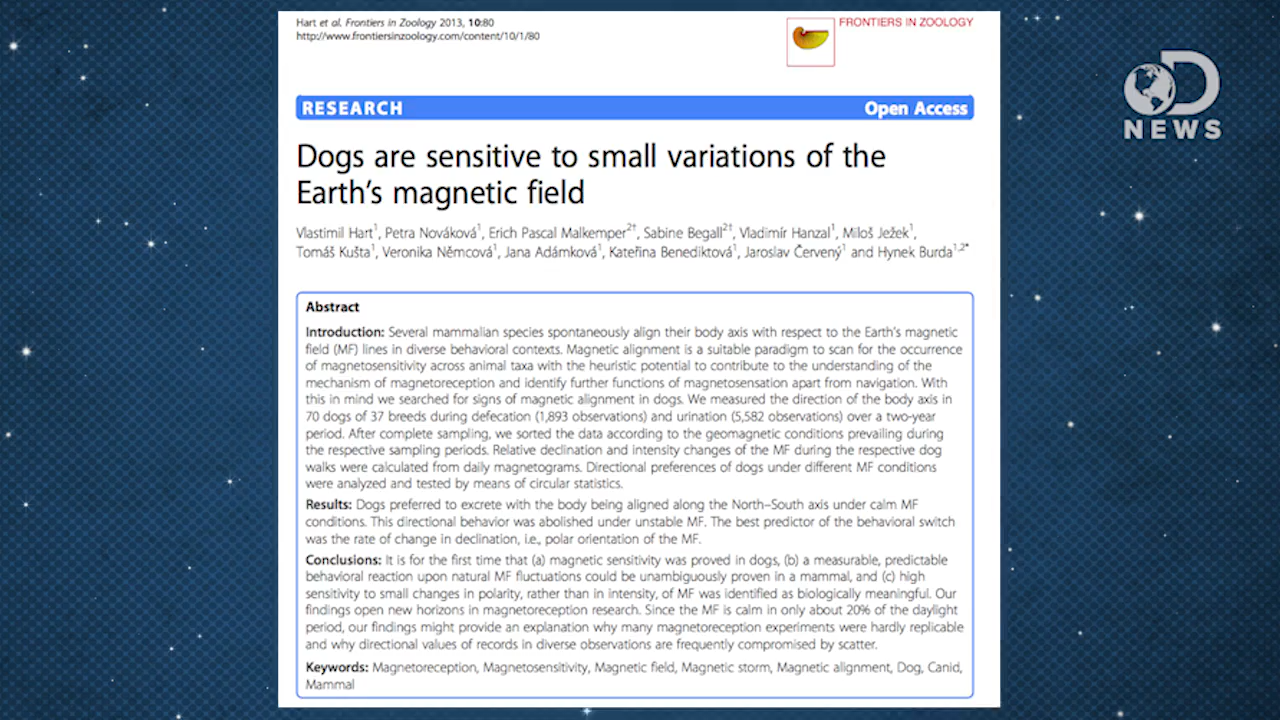 Hart et al. Frontiers in Zoology 2013, 10:80
http://www.frontiersinzoology.com/content/10/1/80
FRONTIERS IN ZOOLOGY
D
NEWS
RESEARCH Open Access
Dogs are sensitive to small variations of the
Earth's magnetic field
Vlastimil Hart1, Petra Nováková1, Erich Pascal Malkemper2†, Sabine Begall2†, Vladimír Hanzal1, Miloš Ježek1,
Tomáš Kušta1, Veronika Němcová1, Jana Adámková1, Kateřina Benediktová1, Jaroslav Červený1 and Hynek Burda1,2*
Abstract
Introduction: Several mammalian species spontaneously align their body axis with respect to the Earth's magnetic
field (MF) lines in diverse behavioral contexts. Magnetic alignment is a suitable paradigm to scan for the occurrence
of magnetosensitivity across animal taxa with the heuristic potential to contribute to the understanding of the
mechanism of magnetoreception and identify further functions of magnetosensation apart from navigation. With
this in mind we searched for signs of magnetic alignment in dogs. We measured the direction of the body axis in
70 dogs of 37 breeds during defecation (1,893 observations) and urination (5,582 observations) over a two-year
period. After complete sampling, we sorted the data according to the geomagnetic conditions prevailing during
the respective sampling periods. Relative declination and intensity changes of the MF during the respective dog
walks were calculated from daily magnetograms. Directional preferences of dogs under different MF conditions
were analyzed and tested by means of circular statistics.
Results: Dogs preferred to excrete with the body being aligned along the North–South axis under calm MF
conditions. This directional behavior was abolished under unstable MF. The best predictor of the behavioral switch
was the rate of change in declination, i.e., polar orientation of the MF.
Conclusions: It is for the first time that (a) magnetic sensitivity was proved in dogs, (b) a measurable, predictable
behavioral reaction upon natural MF fluctuations could be unambiguously proven in a mammal, and (c) high
sensitivity to small changes in polarity, rather than in intensity, of MF was identified as biologically meaningful. Our
findings open new horizons in magnetoreception research. Since the MF is calm in only about 20% of the daylight
period, our findings might provide an explanation why many magnetoreception experiments were hardly replicable
and why directional values of records in diverse observations are frequently compromised by scatter.
Keywords: Magnetoreception, Magnetosensitivity, Magnetic field, Magnetic storm, Magnetic alignment, Dog, Canid,
Mammal